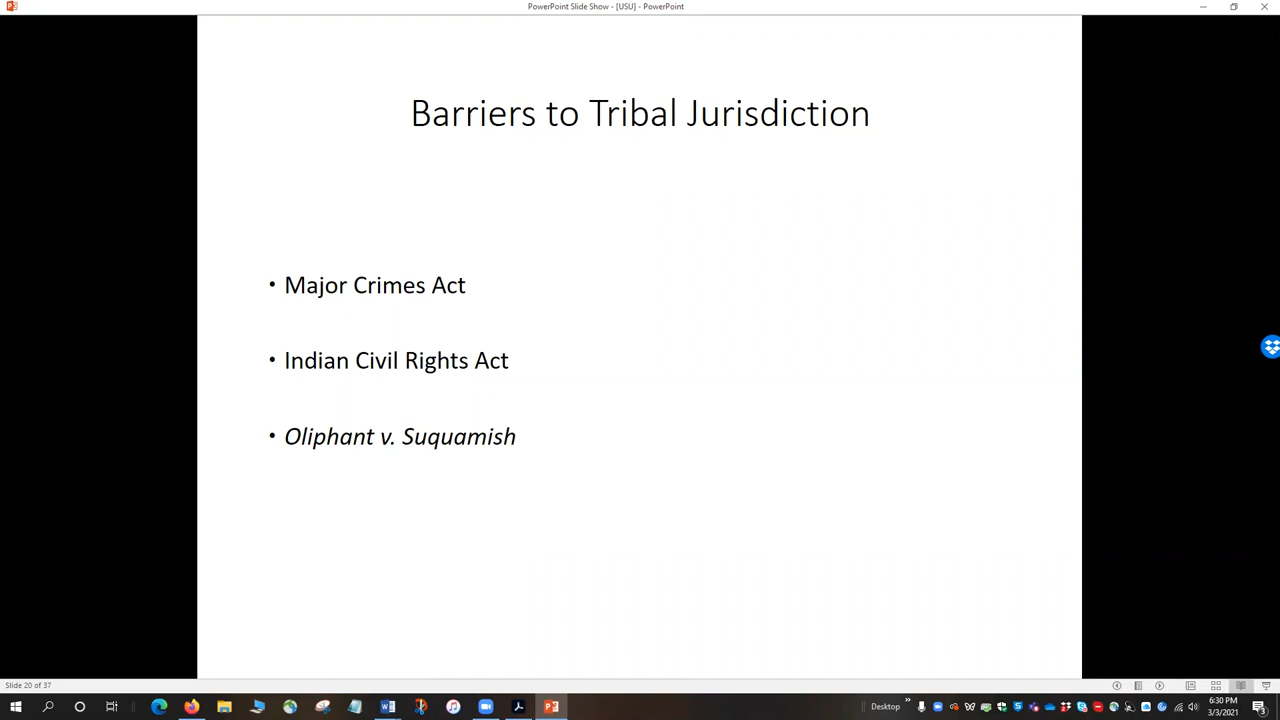 PowerPoint Slide Show - [USU] - PowerPoint
Barriers to Tribal Jurisdiction
• Major Crimes Act
• Indian Civil Rights Act
• Oliphant v. Suquamish
Slide 20 of 37
Desktop
6:30 PM
3/3/2021